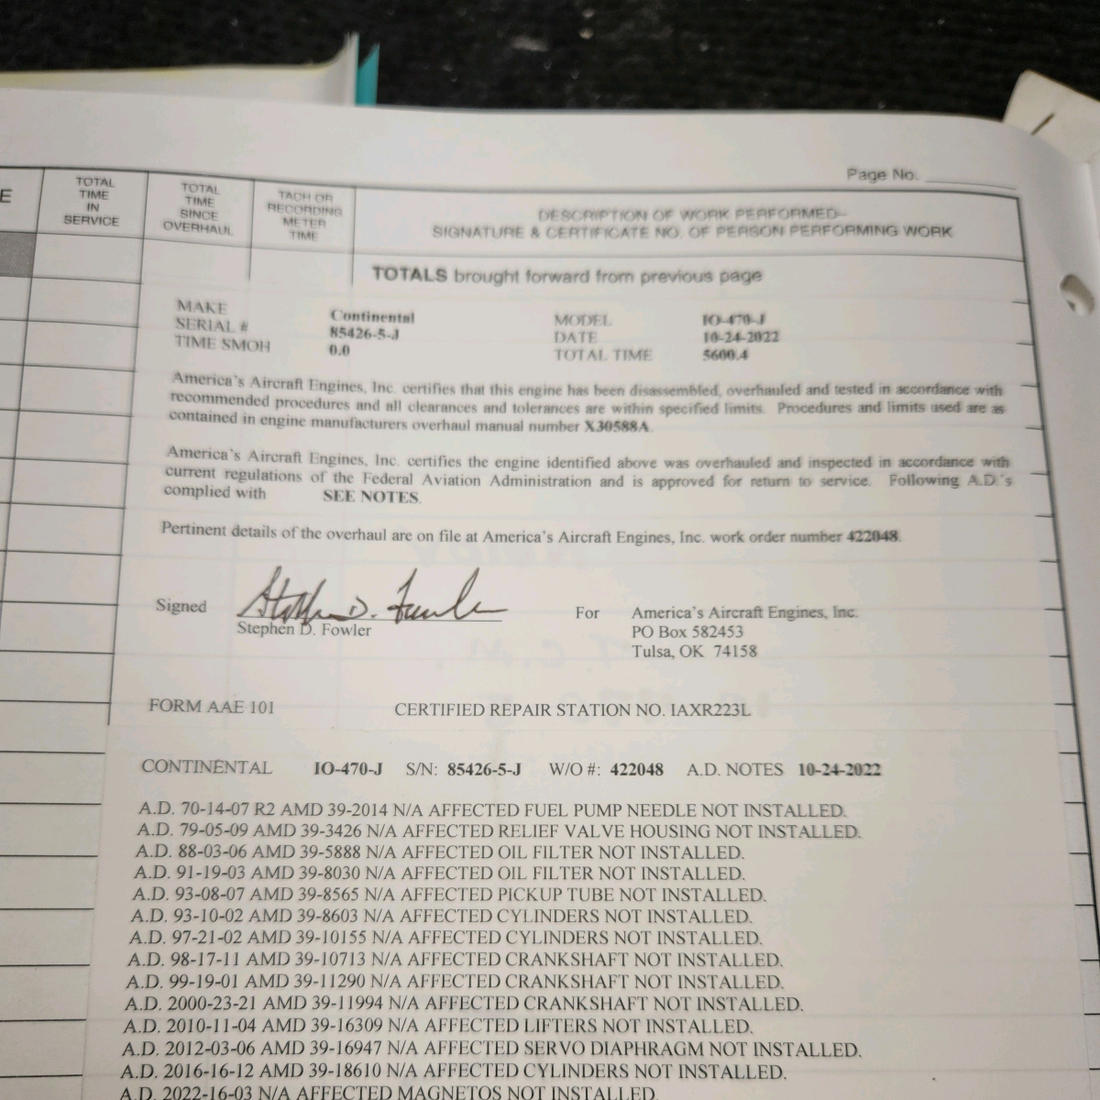 Page No.
E
TOTAL
TIME
IN
SERVICE
TOTAL
TIME
SINCE
OVERHAUL
TACH OR
RECORDING
METER
TIME
DESCRIPTION OF WORK PERFORMED–
SIGNATURE & CERTIFICATE NO. OF PERSON PERFORMING WORK
TOTALS brought forward from previous page
MAKE Continental MODEL IO-470-J
SERIAL # 85426-5-J DATE 10-24-2022
TIME SMOH 0.0 TOTAL TIME 5600.4
America's Aircraft Engines, Inc. certifies that this engine has been disassembled, overhauled and tested in accordance with
recommended procedures and all clearances and tolerances are within specified limits. Procedures and limits used are as
contained in engine manufacturers overhaul manual number X30588A.
America's Aircraft Engines, Inc. certifies the engine identified above was overhauled and inspected in accordance with
current regulations of the Federal Aviation Administration and is approved for return to service. Following A.D.'s
complied with SEE NOTES.
Pertinent details of the overhaul are on file at America's Aircraft Engines, Inc. work order number 422048.
Signed Stephen D. Fowler For America's Aircraft Engines, Inc.
Stephen D. Fowler PO Box 582453
Tulsa, OK 74158
FORM AAE 101 CERTIFIED REPAIR STATION NO. IAXR223L
CONTINENTAL IO-470-J S/N: 85426-5-J W/O #: 422048 A.D. NOTES 10-24-2022
A.D. 70-14-07 R2 AMD 39-2014 N/A AFFECTED FUEL PUMP NEEDLE NOT INSTALLED.
A.D. 79-05-09 AMD 39-3426 N/A AFFECTED RELIEF VALVE HOUSING NOT INSTALLED.
A.D. 88-03-06 AMD 39-5888 N/A AFFECTED OIL FILTER NOT INSTALLED.
A.D. 91-19-03 AMD 39-8030 N/A AFFECTED OIL FILTER NOT INSTALLED.
A.D. 93-08-07 AMD 39-8565 N/A AFFECTED PICKUP TUBE NOT INSTALLED.
A.D. 93-10-02 AMD 39-8603 N/A AFFECTED CYLINDERS NOT INSTALLED.
A.D. 97-21-02 AMD 39-10155 N/A AFFECTED CYLINDERS NOT INSTALLED.
A.D. 98-17-11 AMD 39-10713 N/A AFFECTED CRANKSHAFT NOT INSTALLED.
A.D. 99-19-01 AMD 39-11290 N/A AFFECTED CRANKSHAFT NOT INSTALLED.
A.D. 2000-23-21 AMD 39-11994 N/A AFFECTED CRANKSHAFT NOT INSTALLED.
A.D. 2010-11-04 AMD 39-16309 N/A AFFECTED LIFTERS NOT INSTALLED.
A.D. 2012-03-06 AMD 39-16947 N/A AFFECTED SERVO DIAPHRAGM NOT INSTALLED.
A.D. 2016-16-12 AMD 39-18610 N/A AFFECTED CYLINDERS NOT INSTALLED.
A.D. 2022-16-03 N/A AFFECTED MAGNETOS NOT INSTALLED.